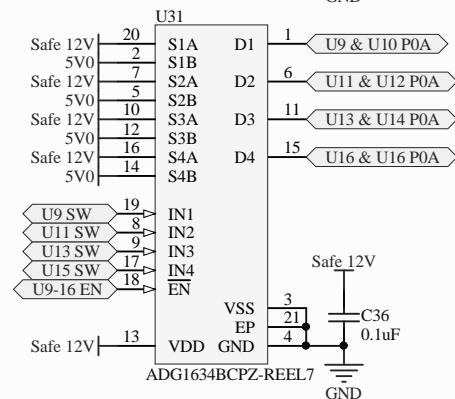 GND
U31
Safe 12V 20 S1A D1 1 U9 & U10 P0A
5V0 2 S1B
Safe 12V 7 S2A D2 6 U11 & U12 P0A
5V0 5 S2B
Safe 12V 10 S3A D3 11 U13 & U14 P0A
5V0 12 S3B
Safe 12V 16 S4A D4 15 U16 & U16 P0A
5V0 14 S4B
U9 SW 19 IN1
U11 SW 8 IN2
U13 SW 9 IN3
U15 SW 17 IN4
U9-16 EN 18 EN
Safe 12V
VSS 3
EP 21
C36
0.1uF
Safe 12V 13 VDD GND 4
ADG1634BCPZ-REEL7
GND